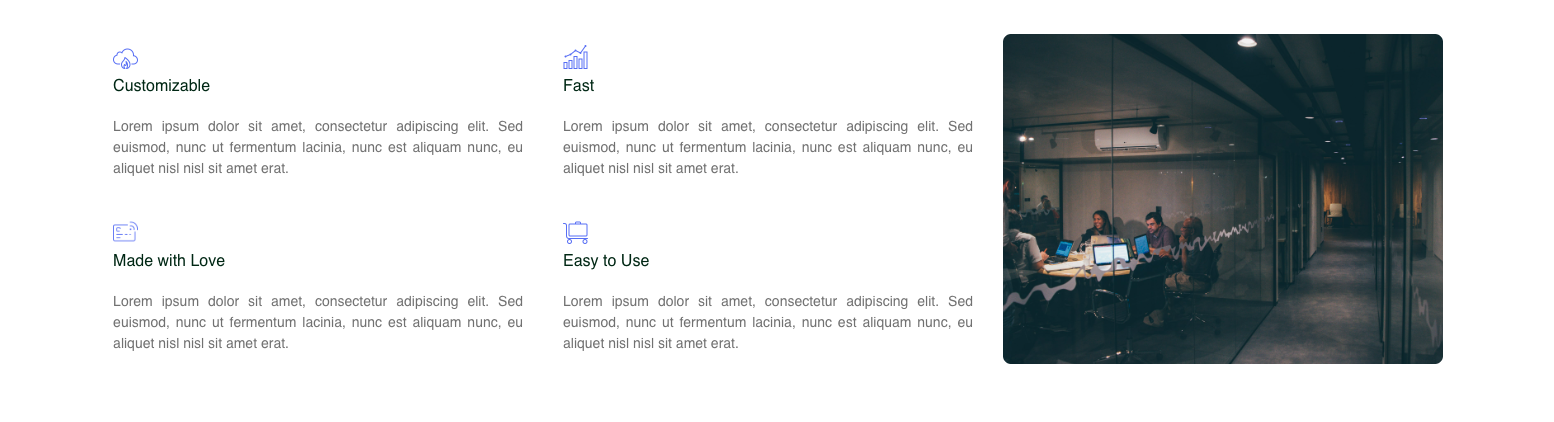 Customizable
Lorem ipsum dolor sit amet, consectetur adipiscing elit. Sed
euismod, nunc ut fermentum lacinia, nunc est aliquam nunc, eu
aliquet nisl nisl sit amet erat.
Fast
Lorem ipsum dolor sit amet, consectetur adipiscing elit. Sed
euismod, nunc ut fermentum lacinia, nunc est aliquam nunc, eu
aliquet nisl nisl sit amet erat.
Made with Love
Lorem ipsum dolor sit amet, consectetur adipiscing elit. Sed
euismod, nunc ut fermentum lacinia, nunc est aliquam nunc, eu
aliquet nisl nisl sit amet erat.
Easy to Use
Lorem ipsum dolor sit amet, consectetur adipiscing elit. Sed
euismod, nunc ut fermentum lacinia, nunc est aliquam nunc, eu
aliquet nisl nisl sit amet erat.